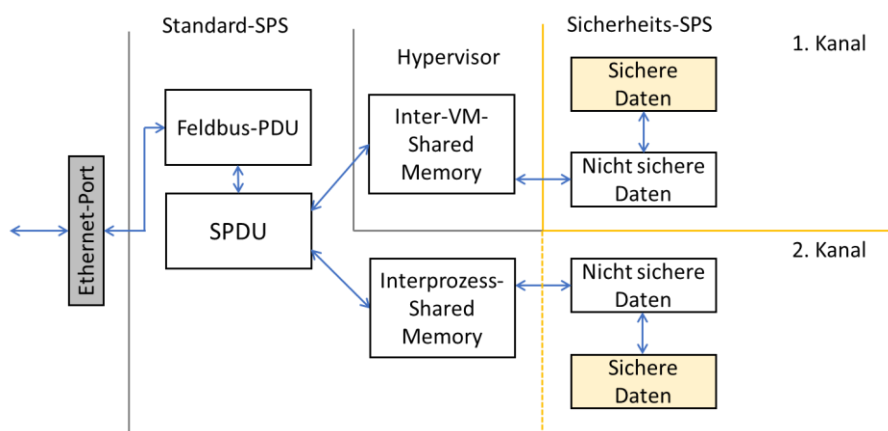 Standard-SPS
Sicherheits-SPS
1. Kanal
Hypervisor
Sichere
Daten
Feldbus-PDU
Inter-VM-
Shared
Memory
Nicht sichere
Daten
Ethernet-Port
SPDU
2. Kanal
Interprozess-
Shared
Memory
Nicht sichere
Daten
Sichere
Daten